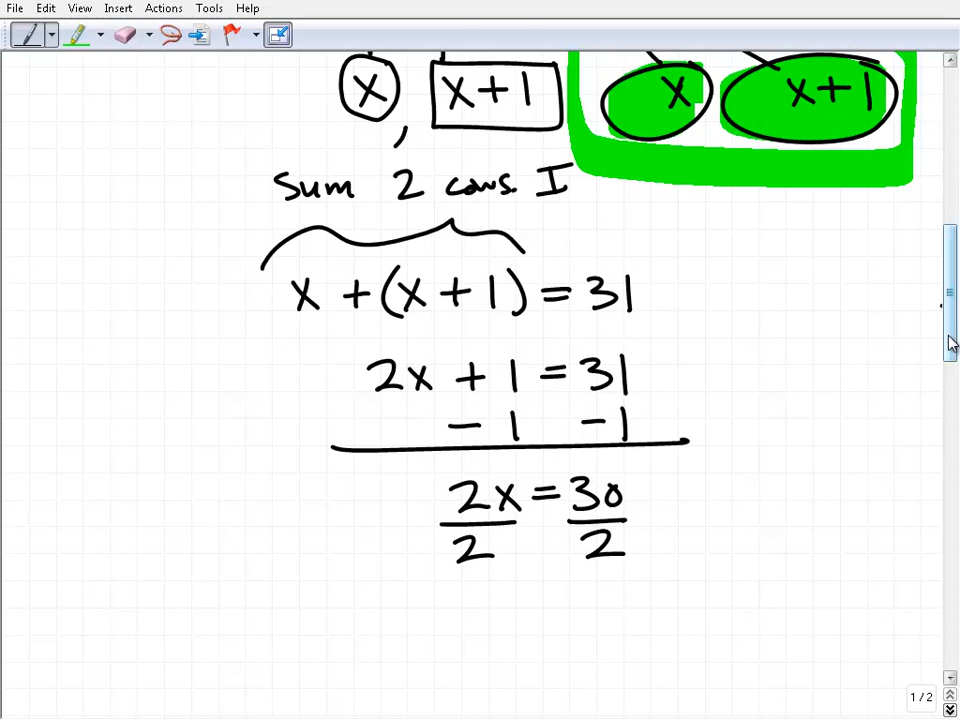 File Edit View Insert Actions Tools Help
x , x+1 x x+1
Sum 2 cons. I
x + (x + 1) = 31
2x + 1 = 31
- 1 - 1
2x = 30
2 2
1 / 2